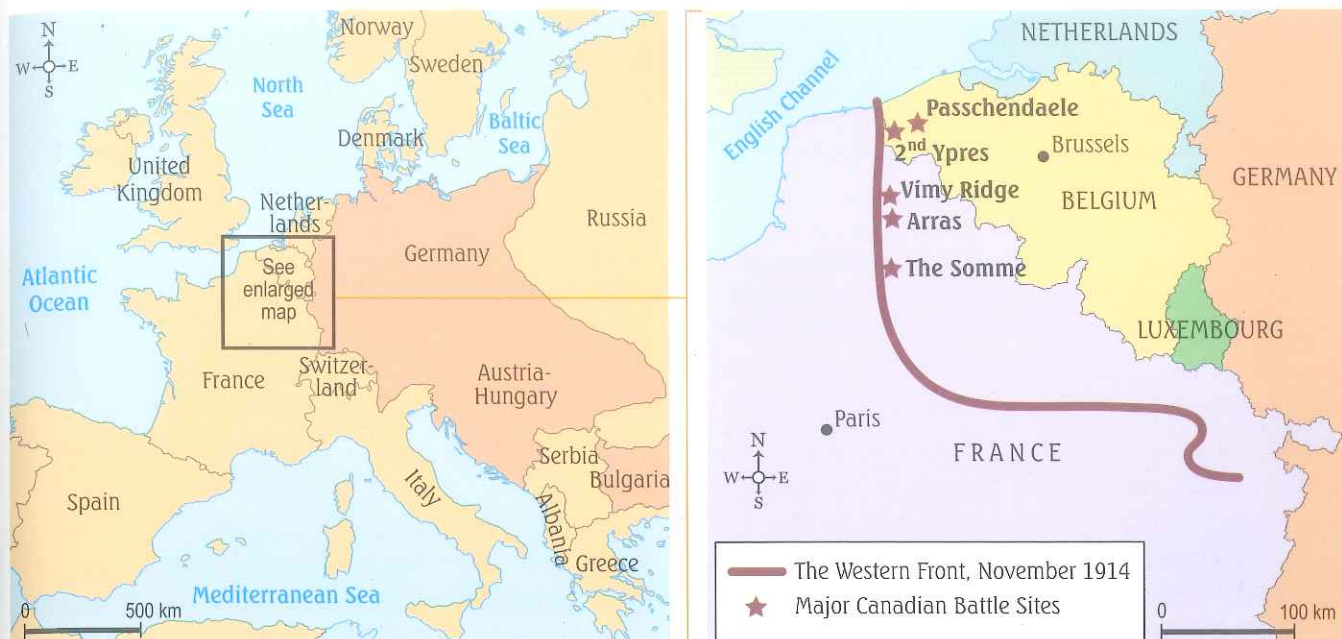 N
W E
S
Norway
Sweden
North
Sea
Baltic
Sea
Denmark
United
Kingdom
Nether-
lands
Russia
Germany
See
enlarged
map
Atlantic
Ocean
France
Switzer-
land
Austria-
Hungary
Serbia
Bulgaria
Italy
Spain
Albania
Greece
Mediterranean Sea
0 500 km
NETHERLANDS
English Channel
Passchendaele
2nd Ypres
Brussels
Vimy Ridge
BELGIUM
GERMANY
Arras
The Somme
LUXEMBOURG
Paris
FRANCE
N
W E
S
The Western Front, November 1914
Major Canadian Battle Sites
0 100 km